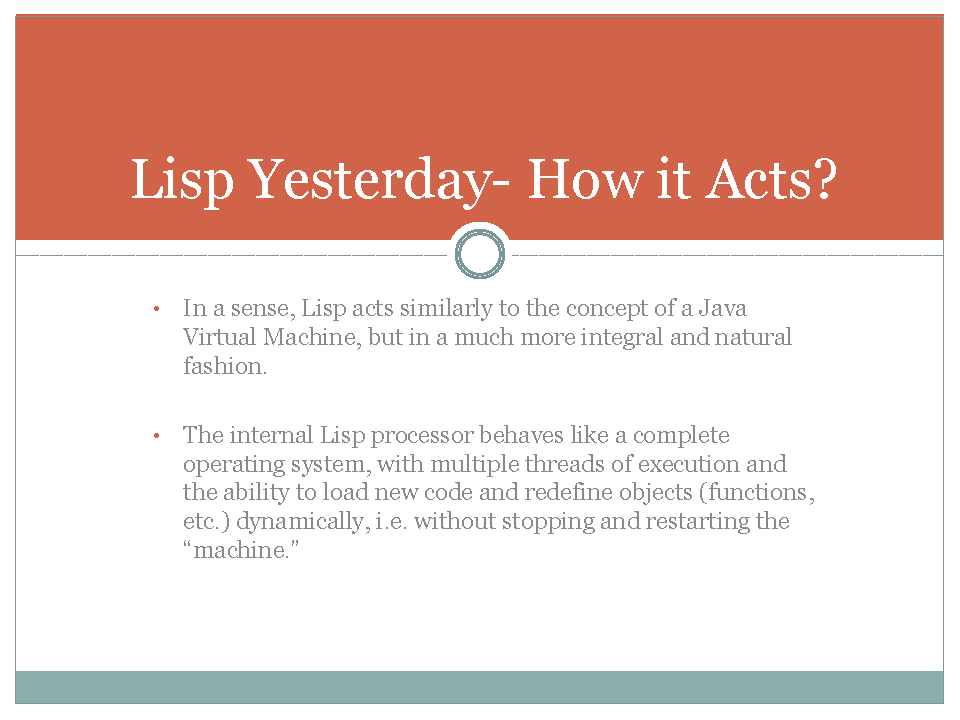 Lisp Yesterday- How it Acts?
• In a sense, Lisp acts similarly to the concept of a Java
Virtual Machine, but in a much more integral and natural
fashion.
• The internal Lisp processor behaves like a complete
operating system, with multiple threads of execution and
the ability to load new code and redefine objects (functions,
etc.) dynamically, i.e. without stopping and restarting the
“machine.”